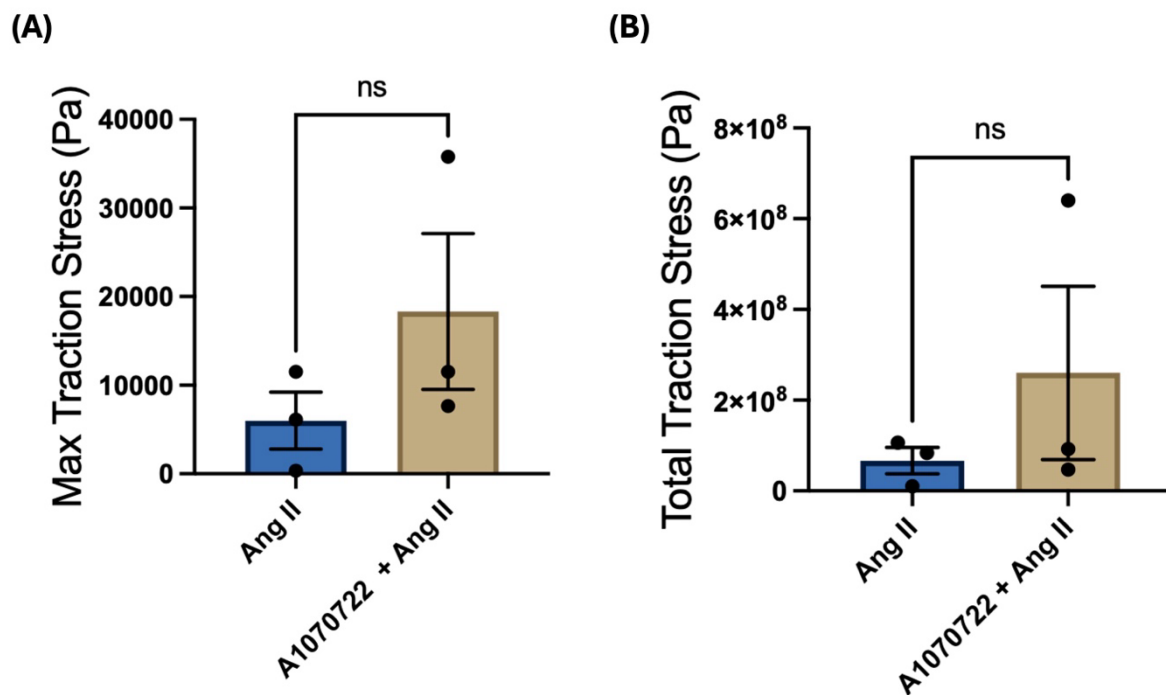 (A)
Max Traction Stress (Pa)
40000
30000
20000
10000
0
ns
Ang II
A1070722 + Ang II
(B)
Total Traction Stress (Pa)
8×10⁸
6×10⁸
4×10⁸
2×10⁸
0
ns
Ang II
A1070722 + Ang II